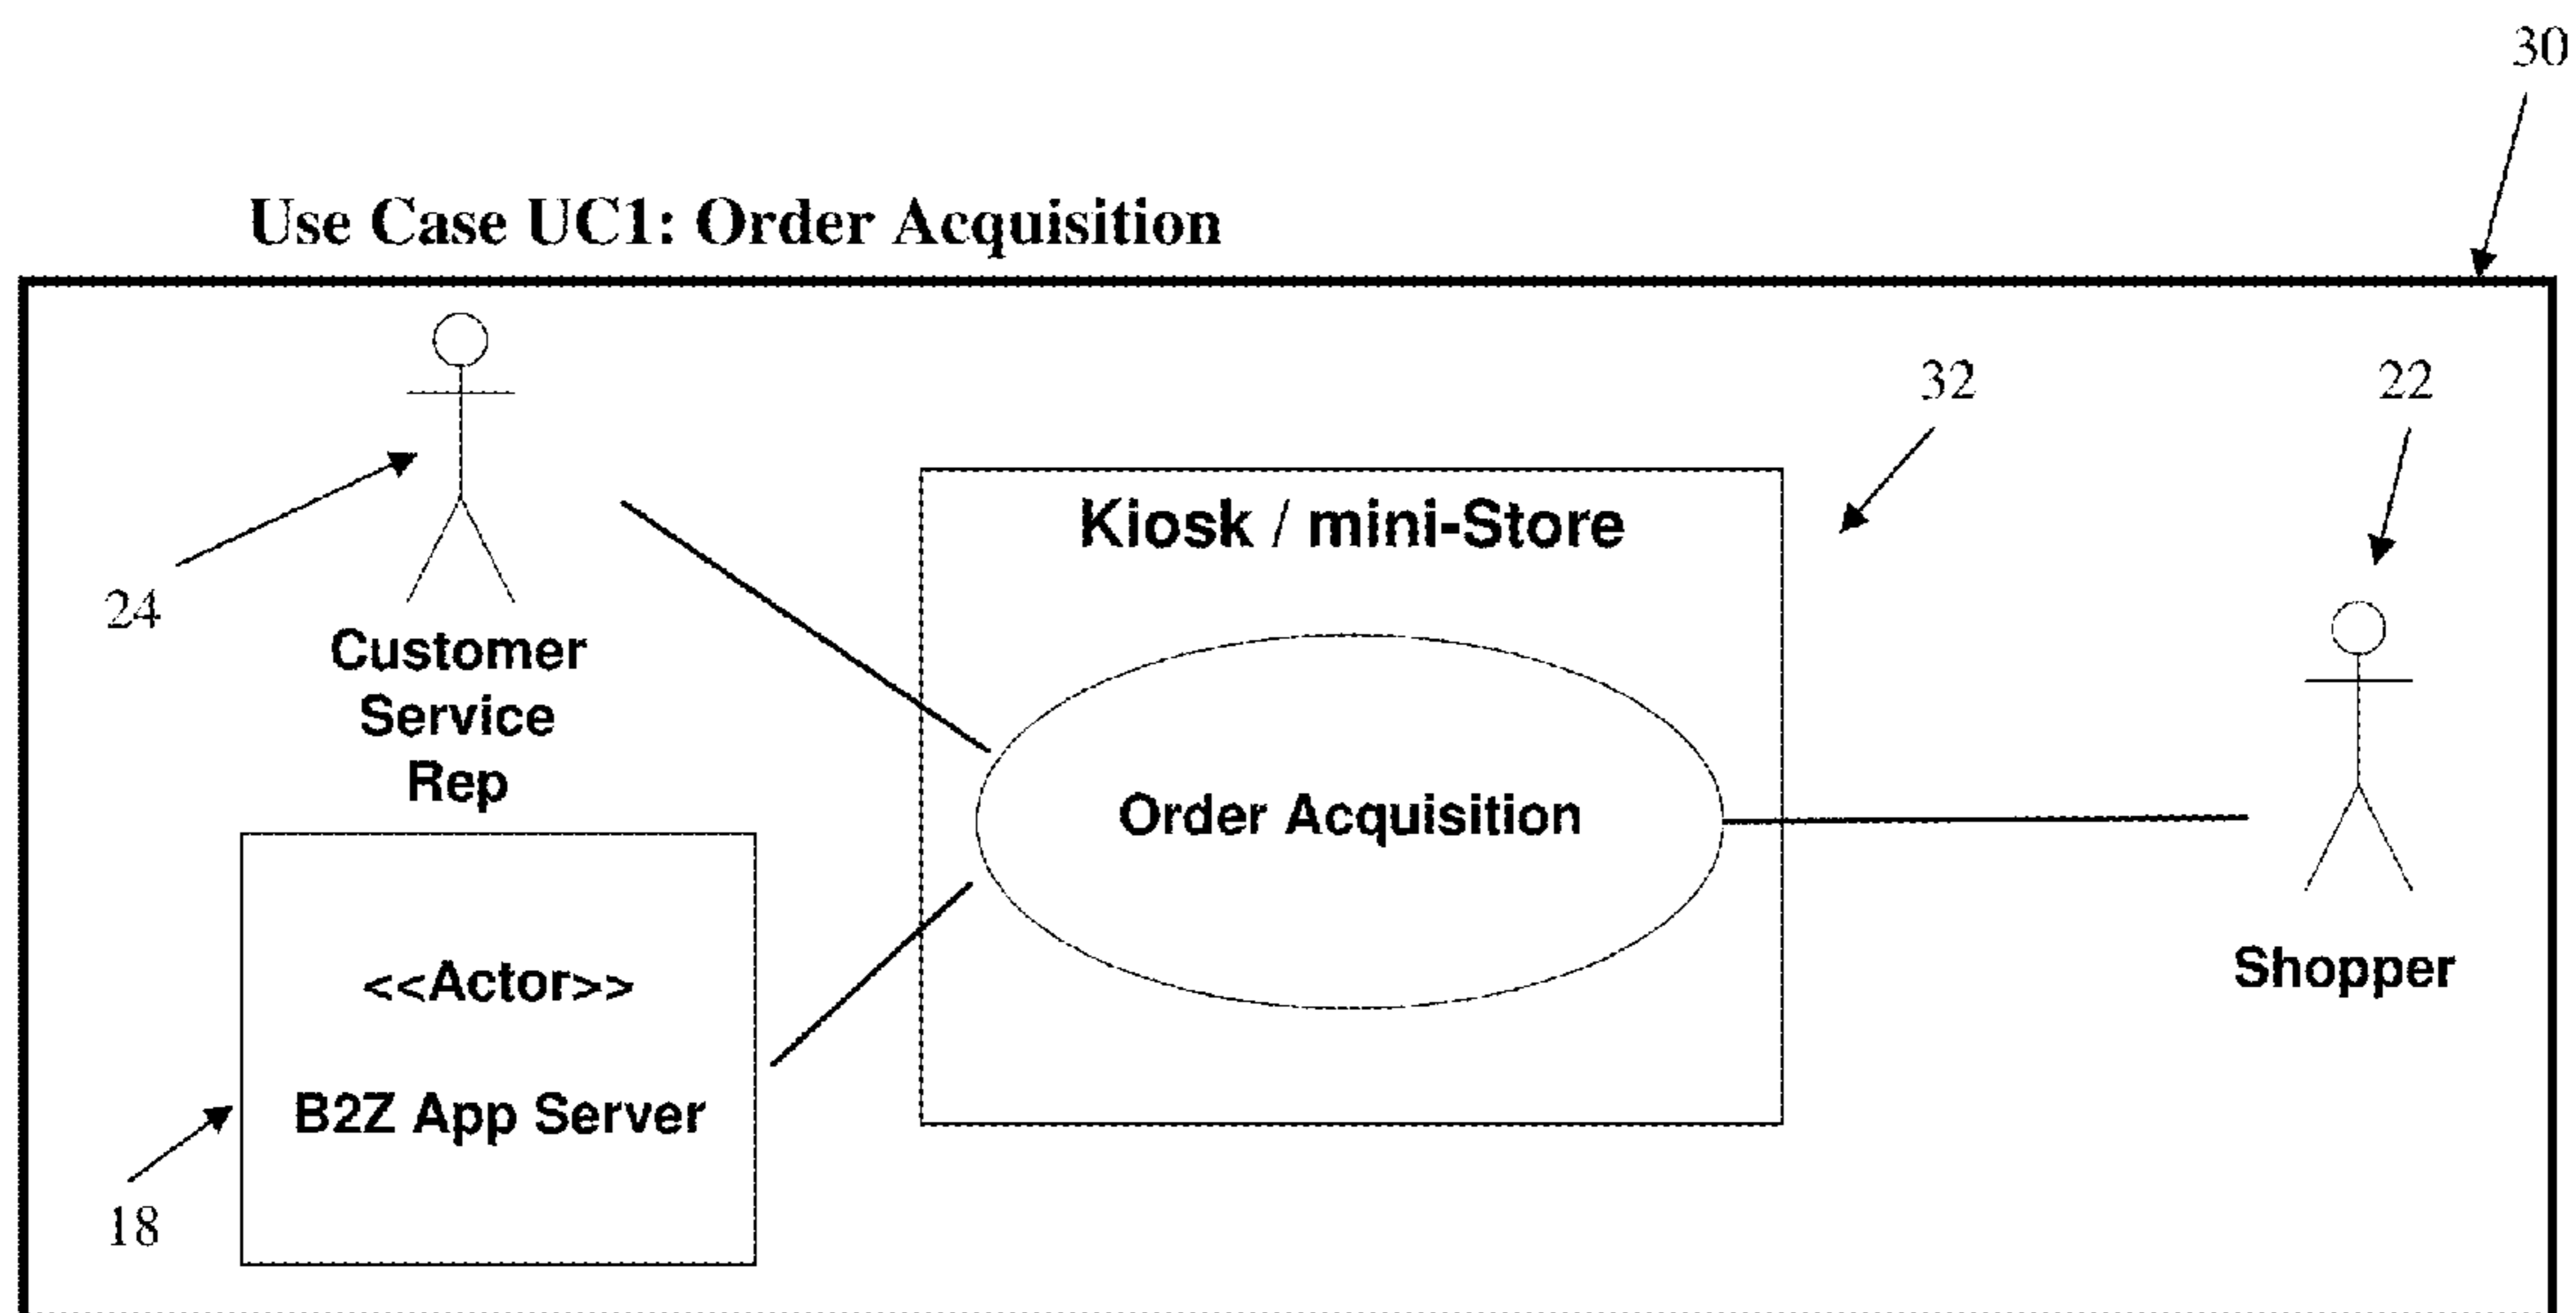 30
Use Case UC1: Order Acquisition
32
22
Kiosk / mini-Store
24
Customer
Service
Rep
Order Acquisition
Shopper
<<Actor>>
B2Z App Server
18